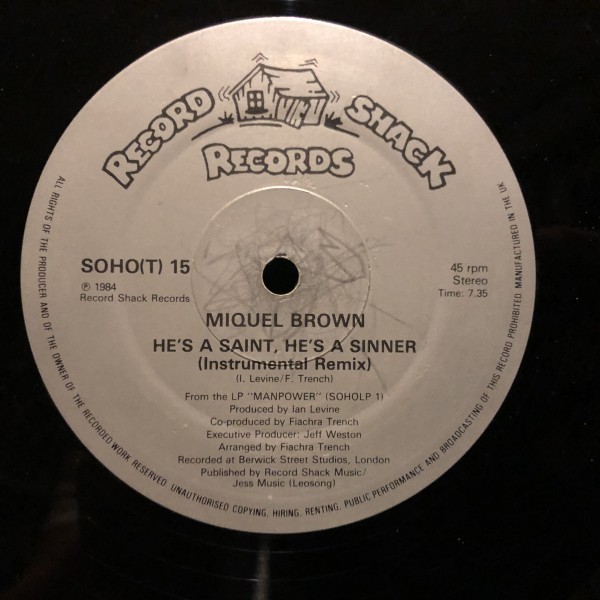 RECORD SHACK
RECORDS
SOHO(T) 15
℗ 1984
Record Shack Records
45 rpm
Stereo
Time: 7.35
MIQUEL BROWN
HE'S A SAINT, HE'S A SINNER
(Instrumental Remix)
(I. Levine/F. Trench)
From the LP "MANPOWER" (SOHOLP 1)
Produced by Ian Levine
Co-produced by Fiachra Trench
Executive Producer: Jeff Weston
Arranged by Fiachra Trench
Recorded at Berwick Street Studios, London
Published by Record Shack Music/
Jess Music (Leosong)
ALL RIGHTS OF THE PRODUCER AND OF THE OWNER OF THE RECORDED WORK RESERVED. UNAUTHORISED COPYING, HIRING, RENTING, PUBLIC PERFORMANCE AND BROADCASTING OF THIS RECORD PROHIBITED. MANUFACTURED IN THE UK.